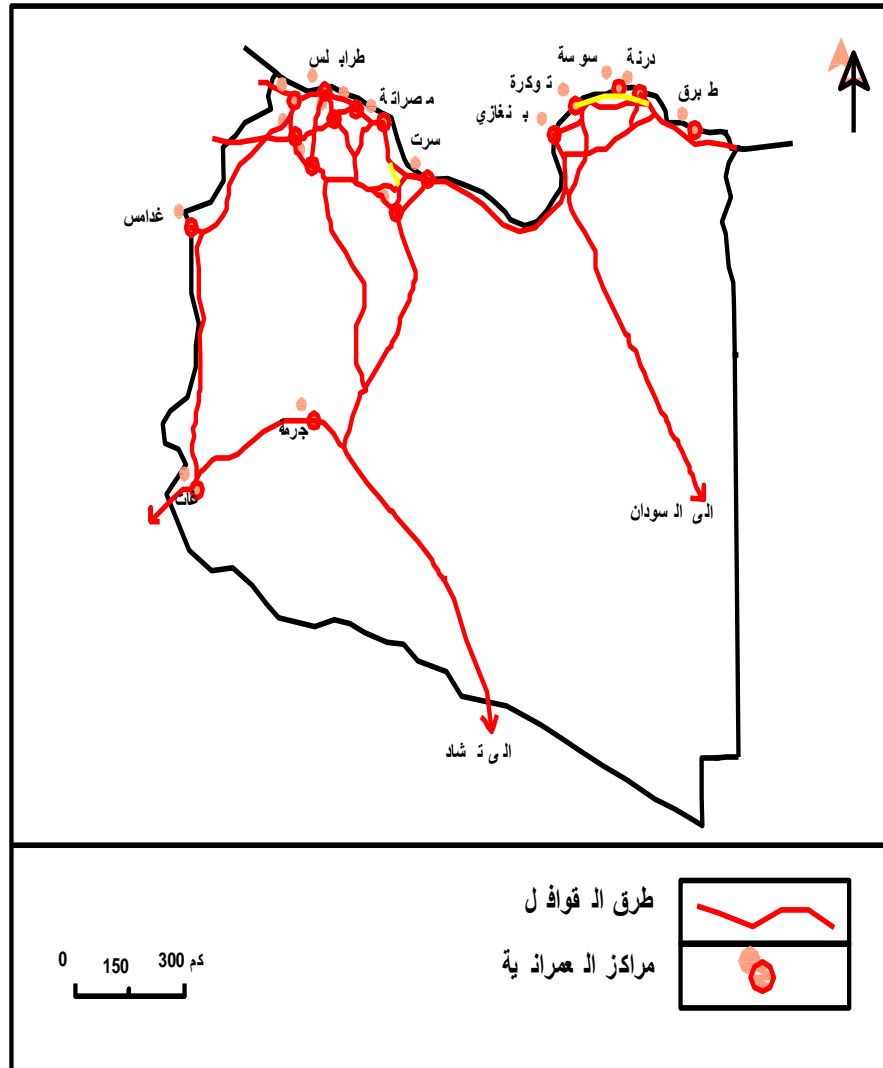 طرابلس
مصراتة
سرت
سوسة
درنة
توكرة
طبرق
بنغازي
غدامس
جرمة
غات
الى السودان
الى تشاد
طرق القوافل
مراكز العمرانية
0 150 300 كم